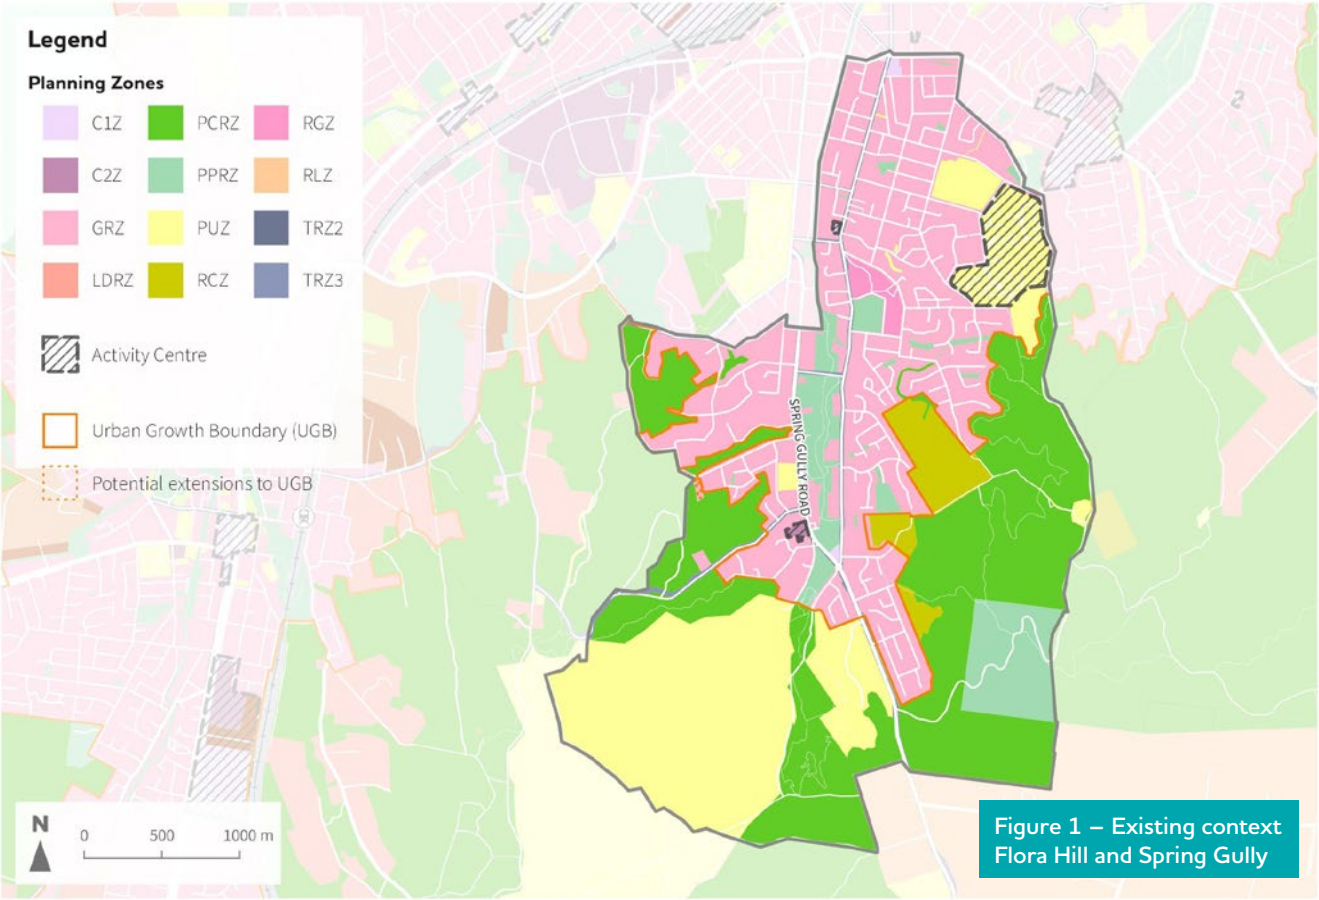 Legend
Planning Zones
C1Z
PCRZ
RGZ
C2Z
PPRZ
RLZ
GRZ
PUZ
TRZ2
LDRZ
RCZ
TRZ3
Activity Centre
Urban Growth Boundary (UGB)
Potential extensions to UGB
SPRING GULLY ROAD
N
0 500 1000 m
Figure 1 – Existing context
Flora Hill and Spring Gully